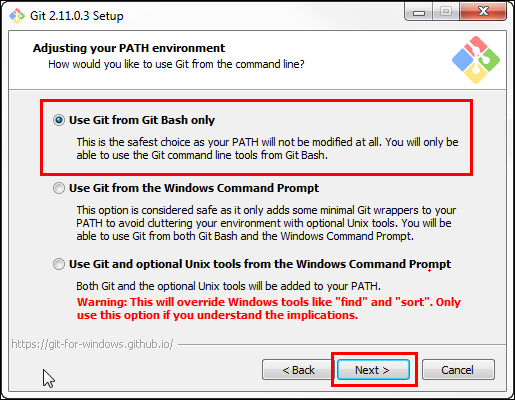 Git 2.11.0.3 Setup
Adjusting your PATH environment
How would you like to use Git from the command line?
Use Git from Git Bash only
This is the safest choice as your PATH will not be modified at all. You will only be
able to use the Git command line tools from Git Bash.
Use Git from the Windows Command Prompt
This option is considered safe as it only adds some minimal Git wrappers to your
PATH to avoid cluttering your environment with optional Unix tools. You will be
able to use Git from both Git Bash and the Windows Command Prompt.
Use Git and optional Unix tools from the Windows Command Prompt
Both Git and the optional Unix tools will be added to your PATH.
Warning: This will override Windows tools like "find" and "sort". Only
use this option if you understand the implications.
https://git-for-windows.github.io/
< Back Next > Cancel